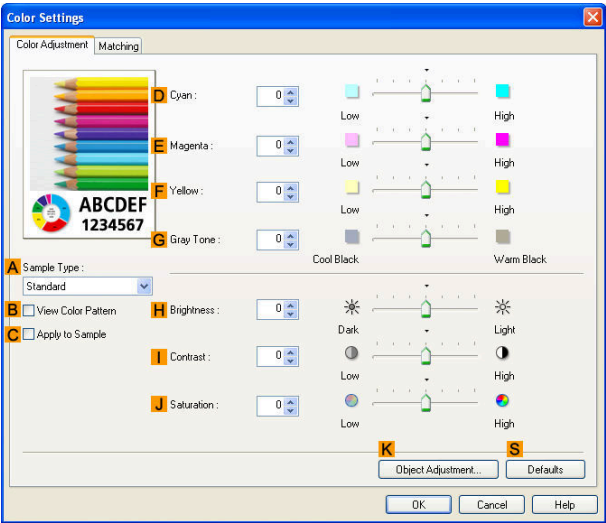 Color Settings
Color Adjustment Matching
ABCDEF
1234567
D Cyan : 0
Low High
E Magenta : 0
Low High
F Yellow : 0
Low High
G Gray Tone : 0
Cool Black Warm Black
A Sample Type :
Standard
B View Color Pattern
C Apply to Sample
H Brightness : 0
Dark Light
I Contrast : 0
Low High
J Saturation : 0
Low High
K S
Object Adjustment... Defaults
OK Cancel Help